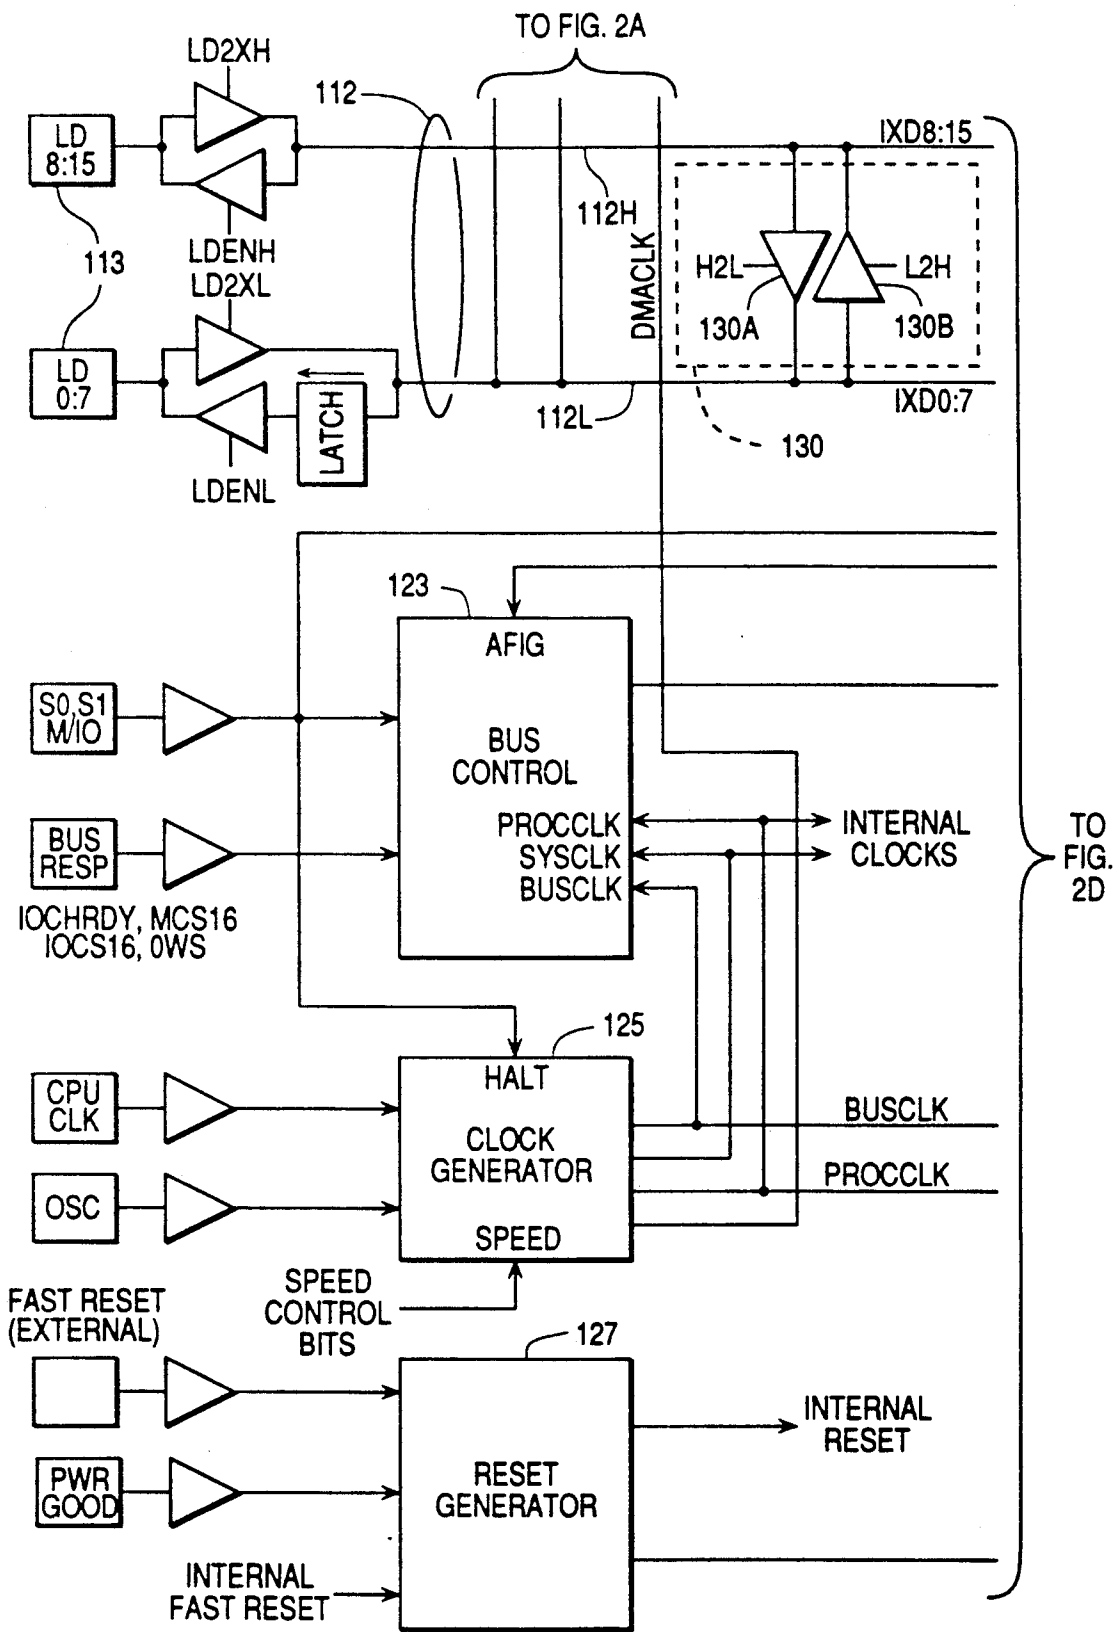 TO FIG. 2A
LD2XH
112
LD
8:15
IXD8:15
112H
LDENH
113
LD2XL
DMACLK
H2L
L2H
130A
130B
LD
0:7
LATCH
112L
IXD0:7
130
LDENL
123
AFIG
S0,S1
M/IO
BUS
CONTROL
PROCCLK
SYSCLK
BUSCLK
INTERNAL
CLOCKS
TO
FIG.
2D
BUS
RESP
IOCHRDY, MCS16
IOCS16, 0WS
125
HALT
CPU
CLK
CLOCK
GENERATOR
BUSCLK
PROCCLK
OSC
SPEED
SPEED
CONTROL
BITS
FAST RESET
(EXTERNAL)
127
INTERNAL
RESET
PWR
GOOD
RESET
GENERATOR
INTERNAL
FAST RESET